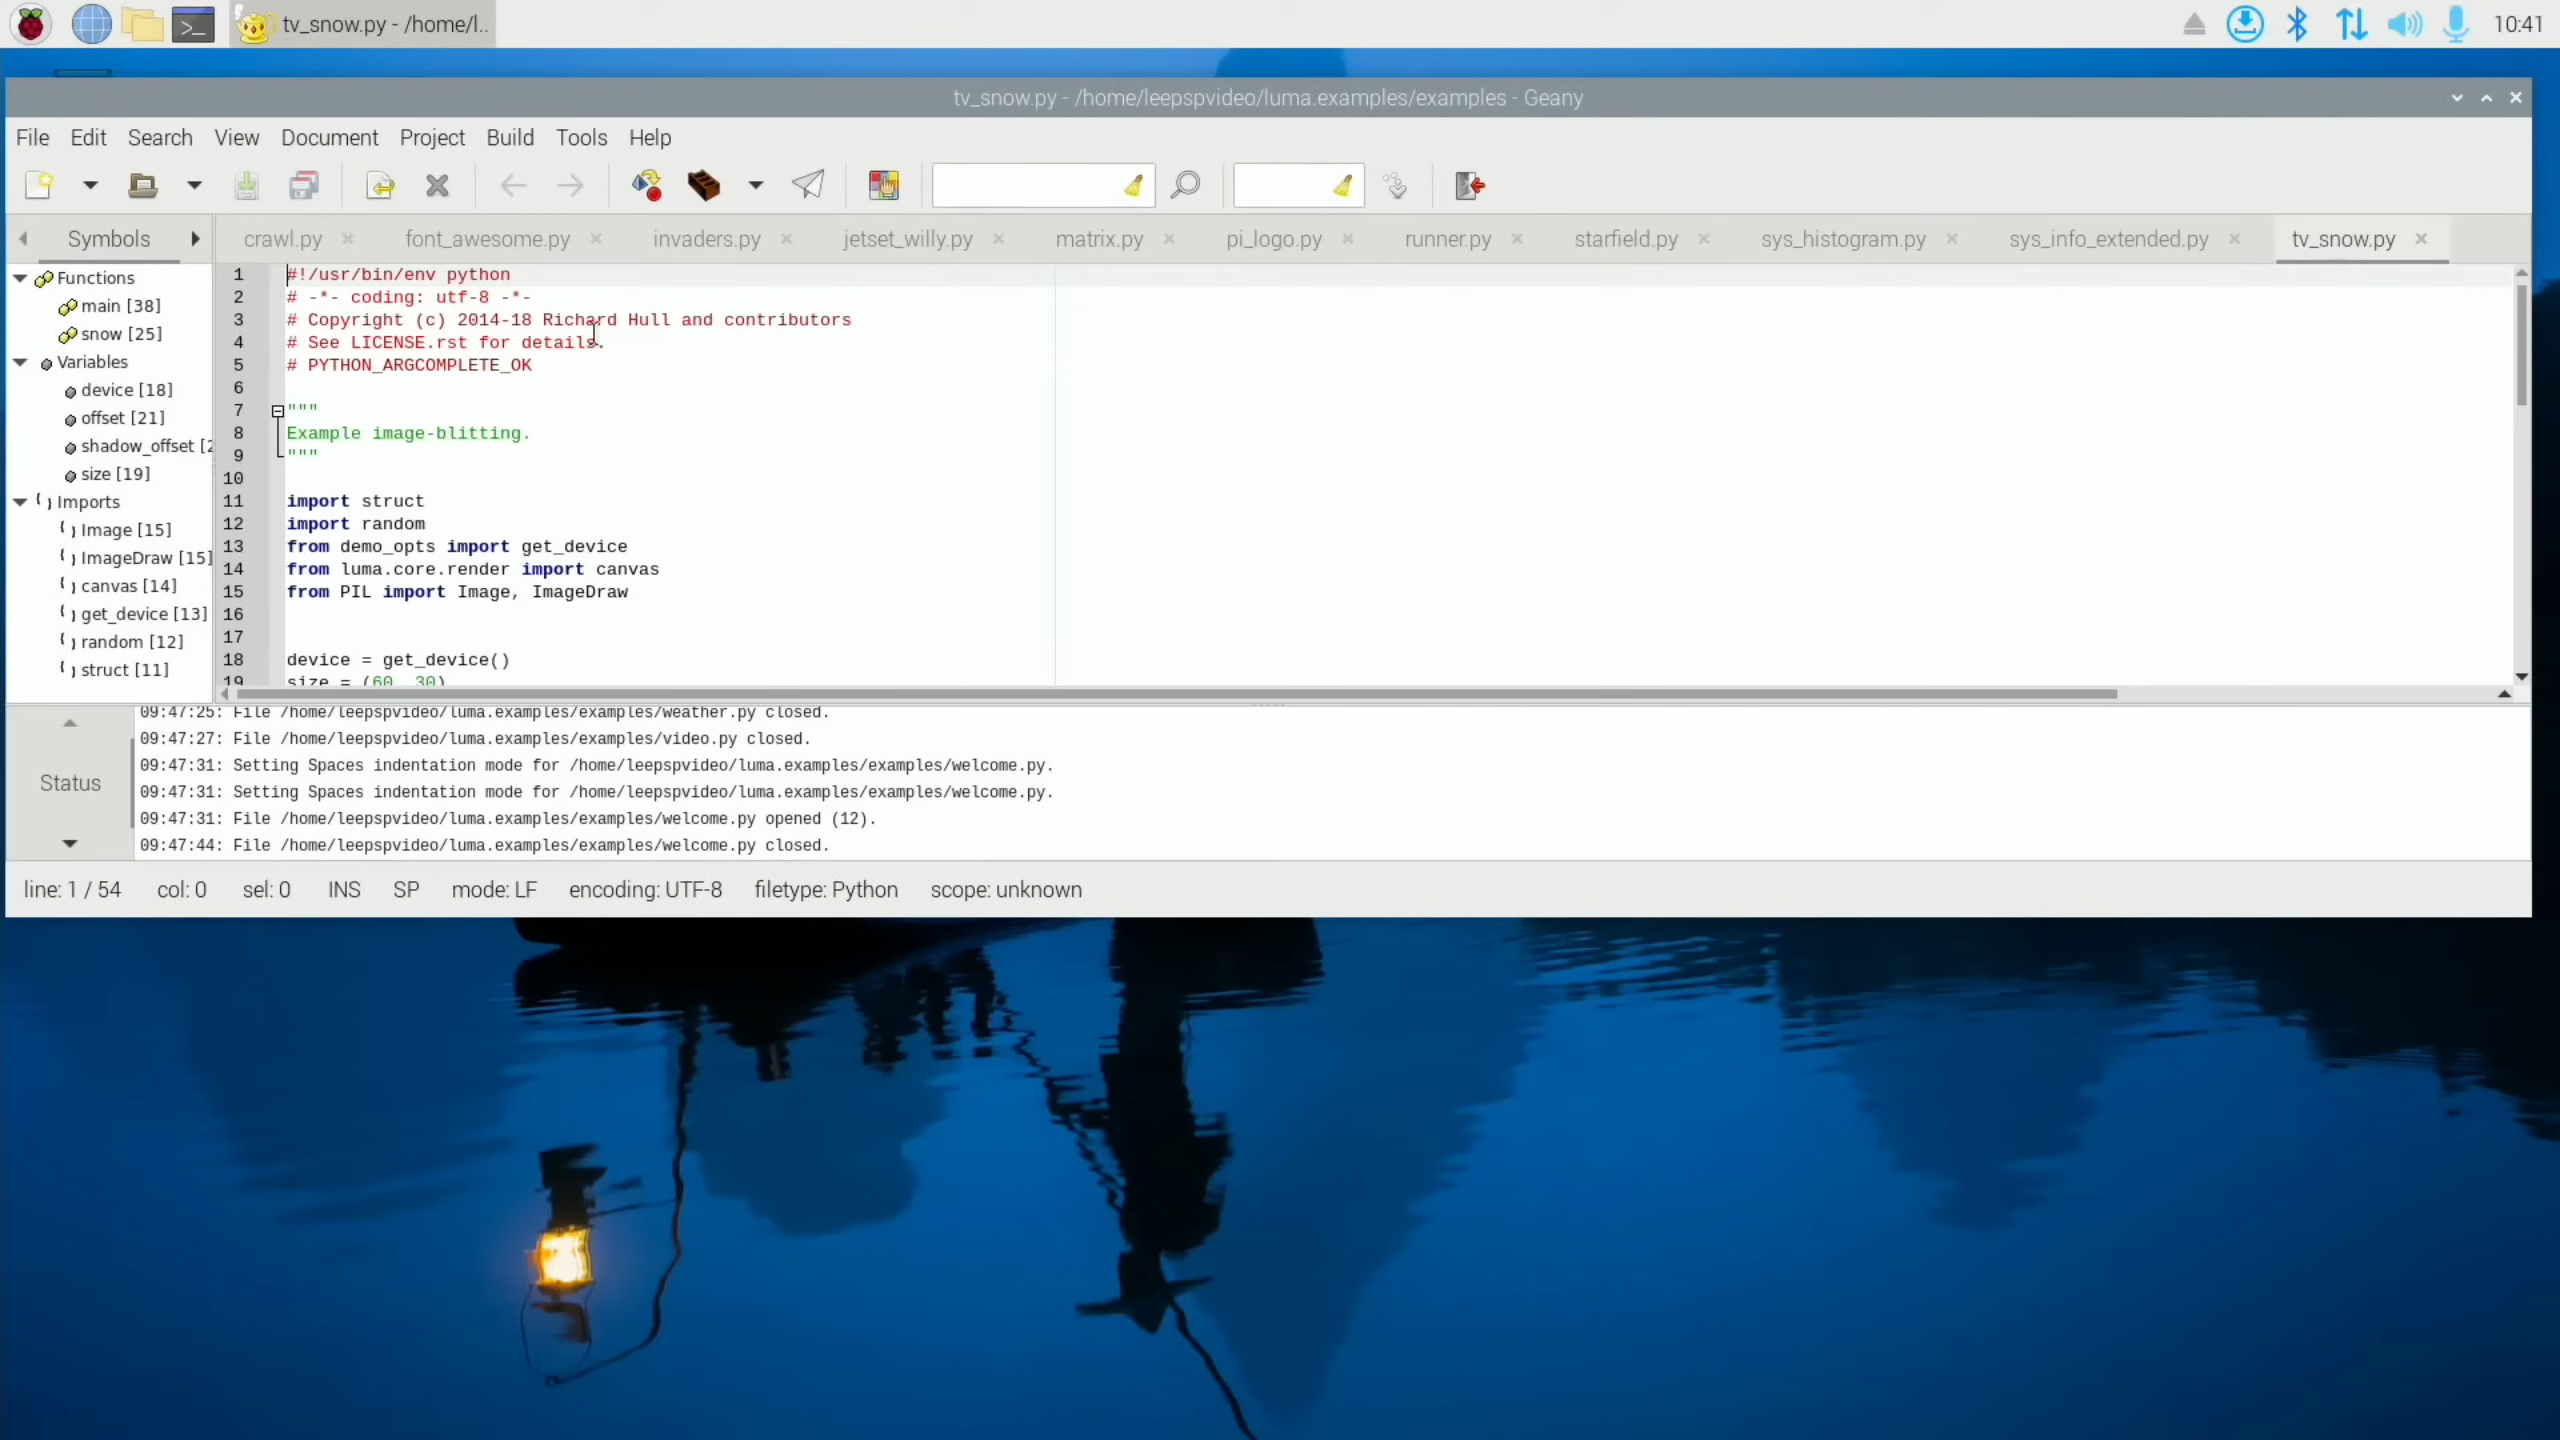 tv_snow.py - /home/l..
10:41
tv_snow.py - /home/leepspvideo/luma.examples/examples - Geany
File Edit Search View Document Project Build Tools Help
Symbols
crawl.py font_awesome.py invaders.py jetset_willy.py matrix.py pi_logo.py runner.py starfield.py sys_histogram.py sys_info_extended.py tv_snow.py
Functions
main [38]
snow [25]
Variables
device [18]
offset [21]
shadow_offset [2
size [19]
Imports
Image [15]
ImageDraw [15]
canvas [14]
get_device [13]
random [12]
struct [11]
1 #!/usr/bin/env python
2 # -*- coding: utf-8 -*-
3 # Copyright (c) 2014-18 Richard Hull and contributors
4 # See LICENSE.rst for details.
5 # PYTHON_ARGCOMPLETE_OK
6
7 """
8 Example image-blitting.
9 """
10
11 import struct
12 import random
13 from demo_opts import get_device
14 from luma.core.render import canvas
15 from PIL import Image, ImageDraw
16
17
18 device = get_device()
19 size = (60, 30)
Status
09:47:25: File /home/leepspvideo/luma.examples/examples/weather.py closed.
09:47:27: File /home/leepspvideo/luma.examples/examples/video.py closed.
09:47:31: Setting Spaces indentation mode for /home/leepspvideo/luma.examples/examples/welcome.py.
09:47:31: Setting Spaces indentation mode for /home/leepspvideo/luma.examples/examples/welcome.py.
09:47:31: File /home/leepspvideo/luma.examples/examples/welcome.py opened (12).
09:47:44: File /home/leepspvideo/luma.examples/examples/welcome.py closed.
line: 1 / 54 col: 0 sel: 0 INS SP mode: LF encoding: UTF-8 filetype: Python scope: unknown